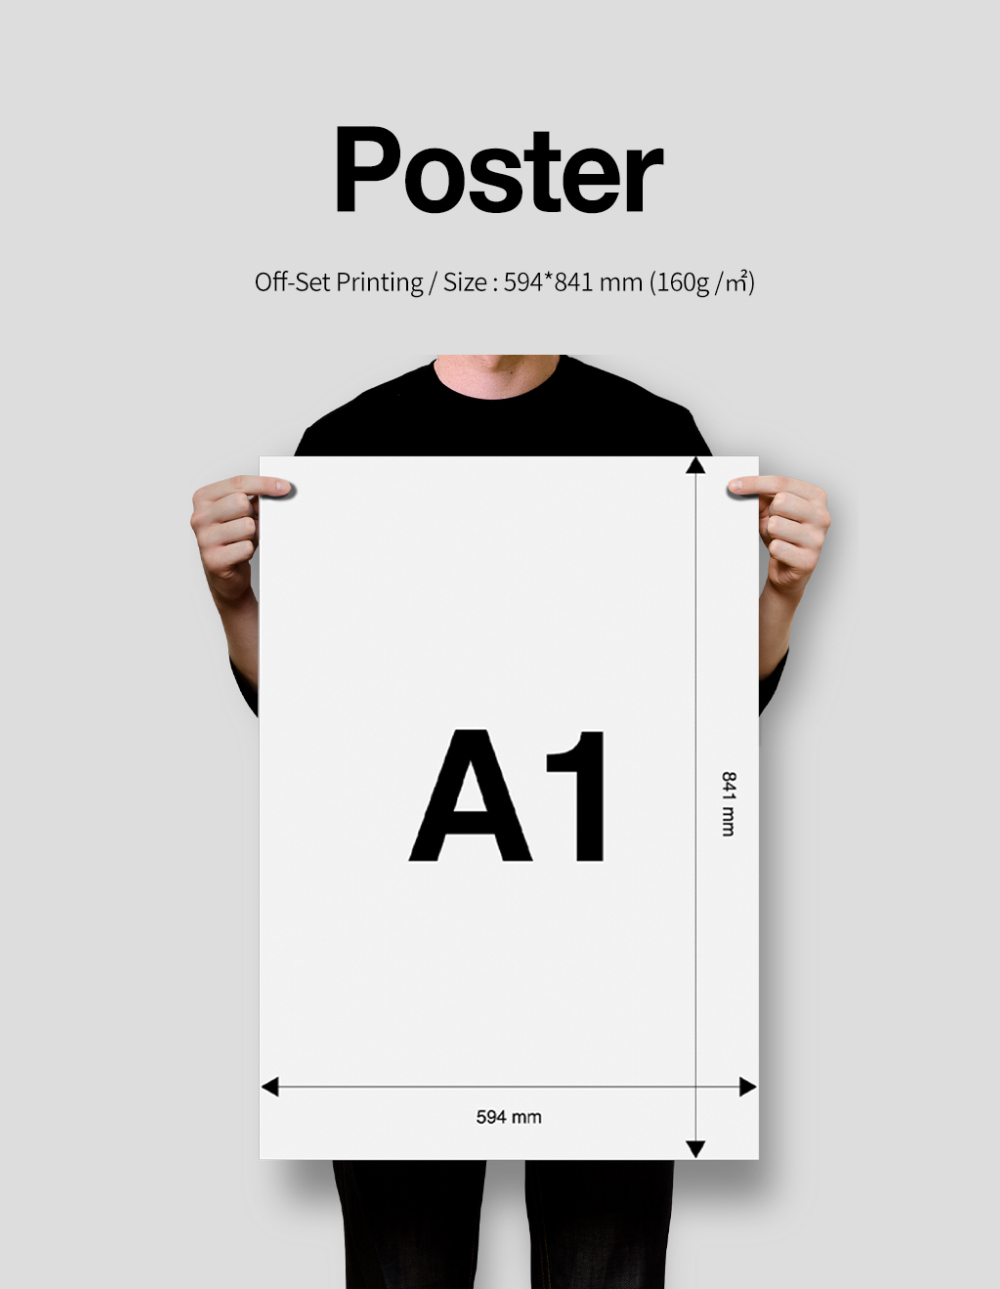 Poster
Off-Set Printing / Size : 594*841 mm (160g /㎡)
A1
841 mm
594 mm